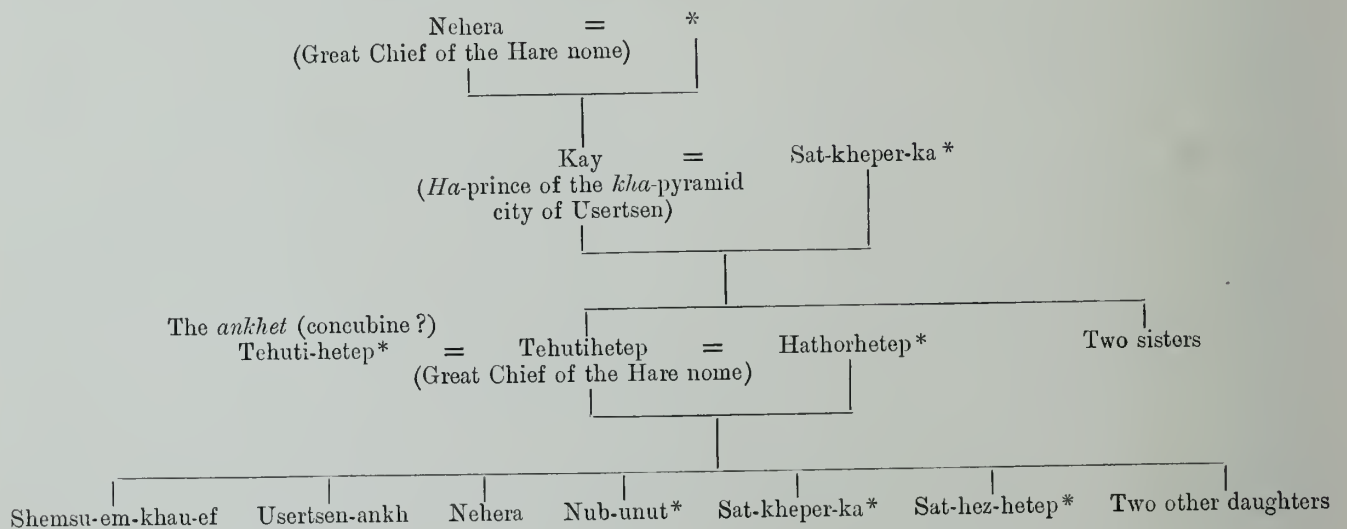 Nehera = *
(Great Chief of the Hare nome)
Kay = Sat-kheper-ka *
(Ha-prince of the kha-pyramid
city of Usertsen)
The ankhet (concubine ?)
Tehuti-hetep* = Tehutihetep = Hathorhetep* Two sisters
(Great Chief of the Hare nome)
Shemsu-em-khau-ef Usertsen-ankh Nehera Nub-unut* Sat-kheper-ka* Sat-hez-hetep* Two other daughters